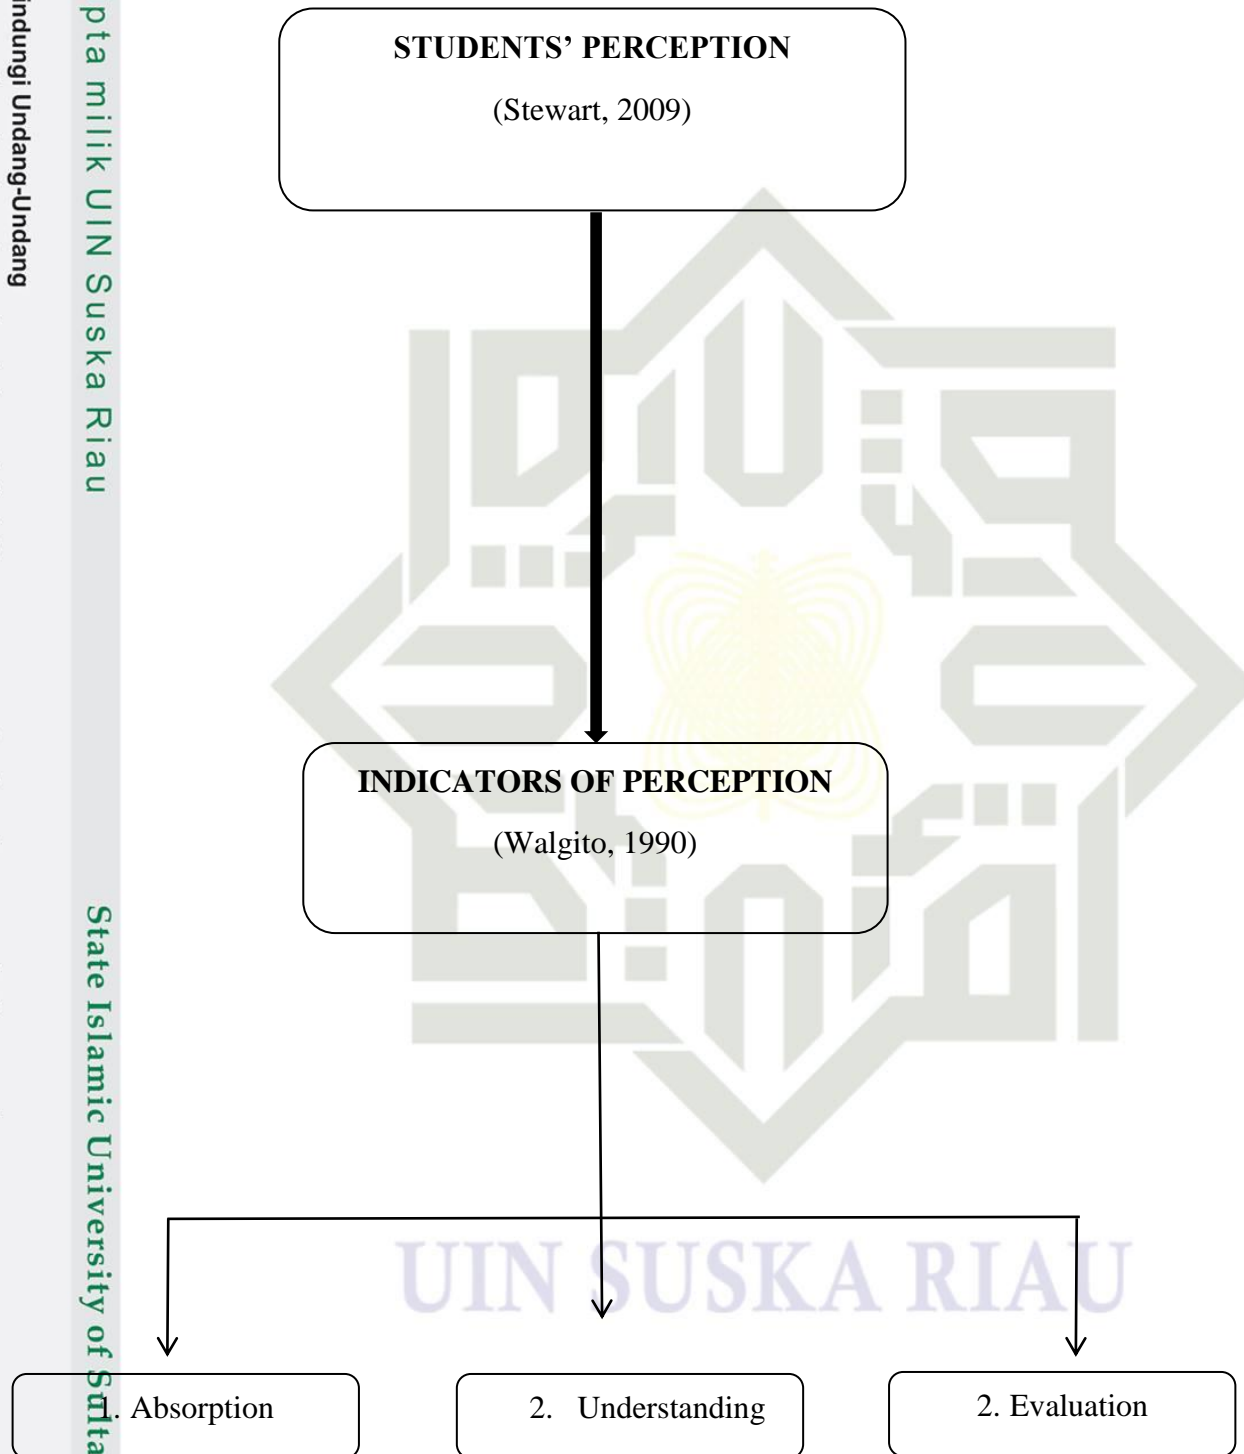 indungi Undang-Undang
pta milik UIN Suska Riau
State Islamic University of Sulta
STUDENTS’ PERCEPTION
(Stewart, 2009)
INDICATORS OF PERCEPTION
(Walgito, 1990)
UIN SUSKA RIAU
1. Absorption
2. Understanding
2. Evaluation